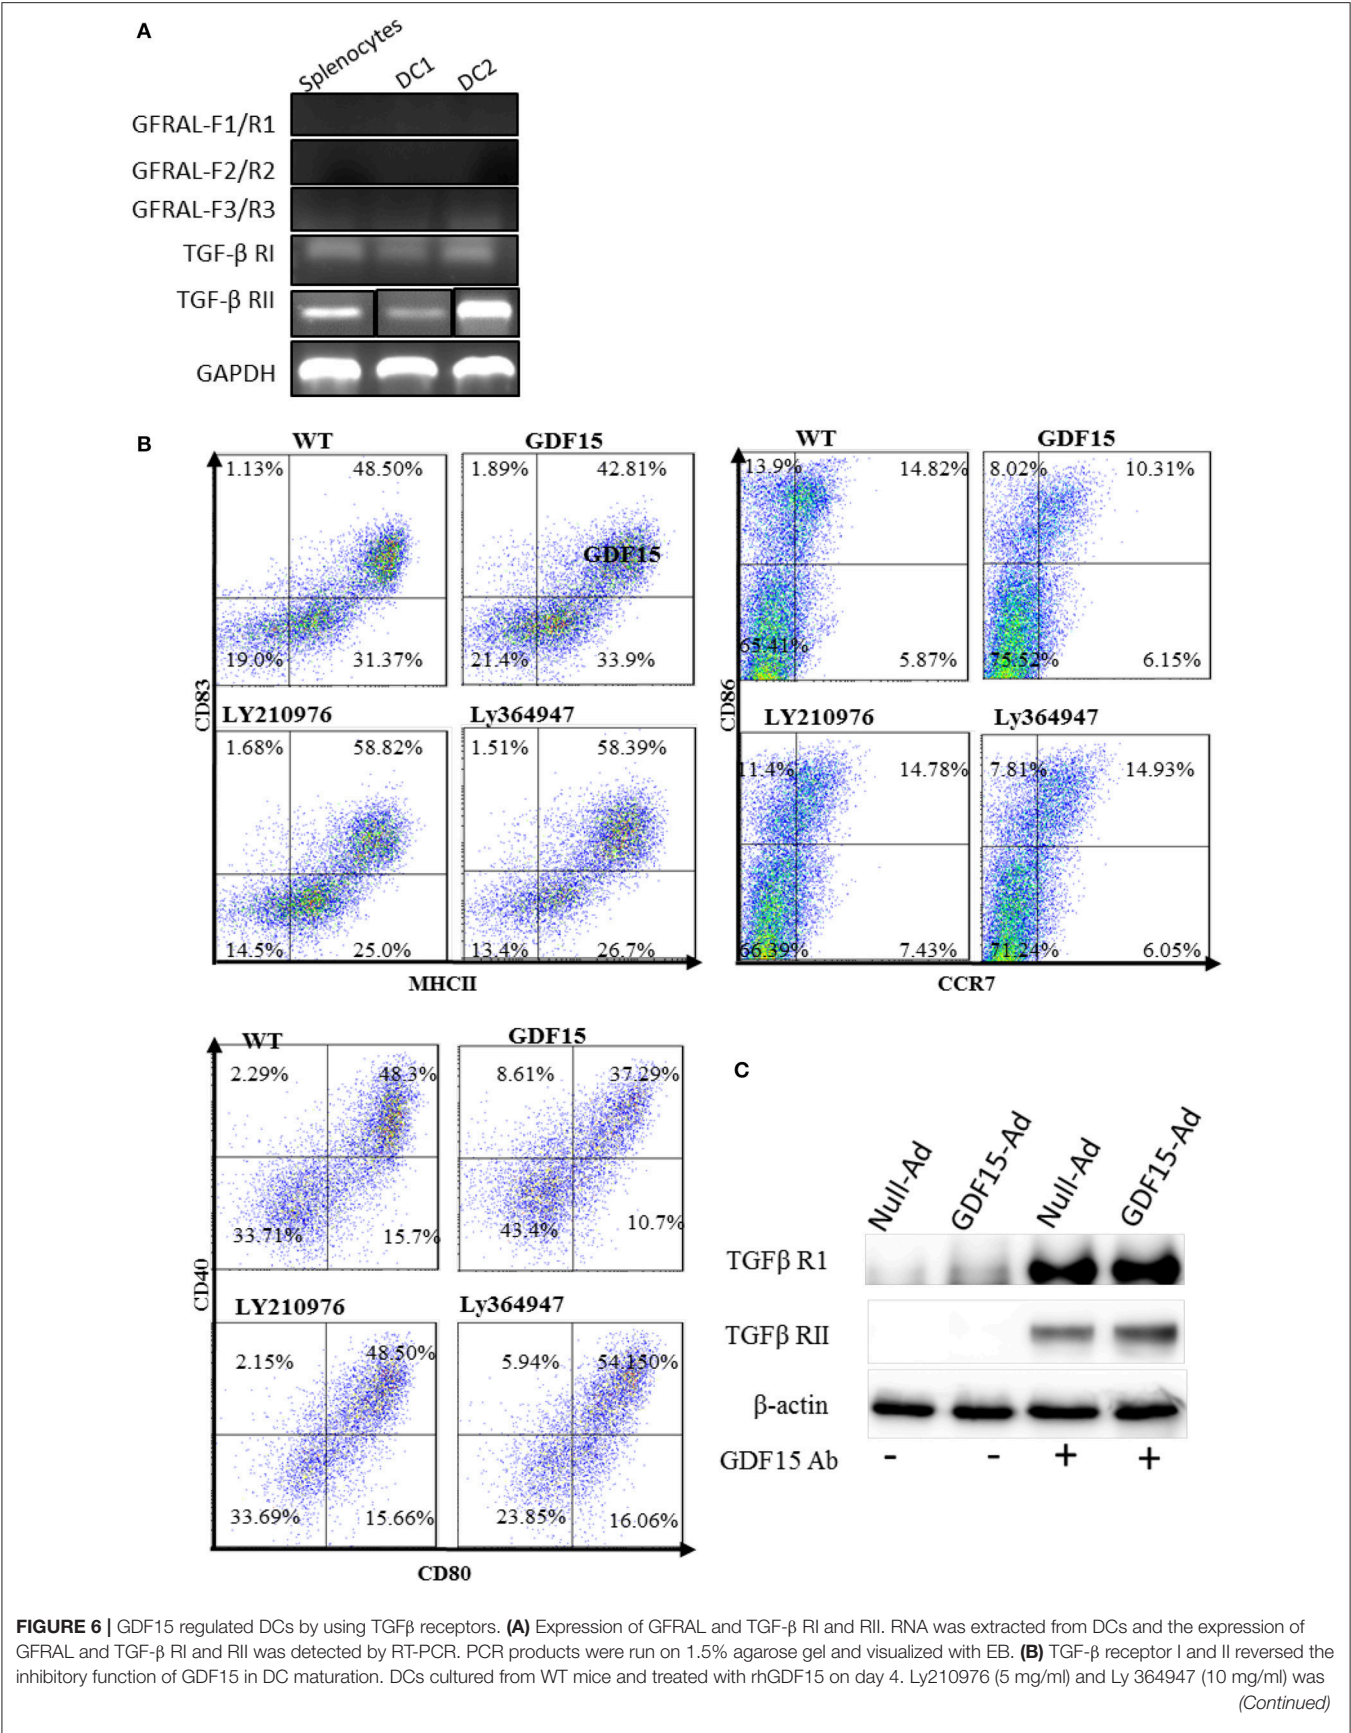 A
Splenocytes DC1 DC2
GFRAL-F1/R1
GFRAL-F2/R2
GFRAL-F3/R3
TGF-β RI
TGF-β RII
GAPDH
B
WT GDF15
1.13% 48.50% 1.89% 42.81%
GDF15
19.0% 31.37% 21.4% 33.9%
CD83
LY210976 Ly364947
1.68% 58.82% 1.51% 58.39%
14.5% 25.0% 13.4% 26.7%
MHCII
WT GDF15
13.9% 14.82% 8.02% 10.31%
65.41% 5.87% 75.52% 6.15%
CD86
LY210976 Ly364947
11.4% 14.78% 7.81% 14.93%
66.39% 7.43% 71.24% 6.05%
CCR7
WT GDF15
2.29% 48.3% 8.61% 37.29%
33.71% 15.7% 43.4% 10.7%
CD40
LY210976 Ly364947
2.15% 48.50% 5.94% 54.150%
33.69% 15.66% 23.85% 16.06%
CD80
C
Null-Ad GDF15-Ad Null-Ad GDF15-Ad
TGFβ R1
TGFβ RII
β-actin
GDF15 Ab - - + +
FIGURE 6 | GDF15 regulated DCs by using TGFβ receptors. (A) Expression of GFRAL and TGF-β RI and RII. RNA was extracted from DCs and the expression of
GFRAL and TGF-β RI and RII was detected by RT-PCR. PCR products were run on 1.5% agarose gel and visualized with EB. (B) TGF-β receptor I and II reversed the
inhibitory function of GDF15 in DC maturation. DCs cultured from WT mice and treated with rhGDF15 on day 4. Ly210976 (5 mg/ml) and Ly 364947 (10 mg/ml) was
(Continued)